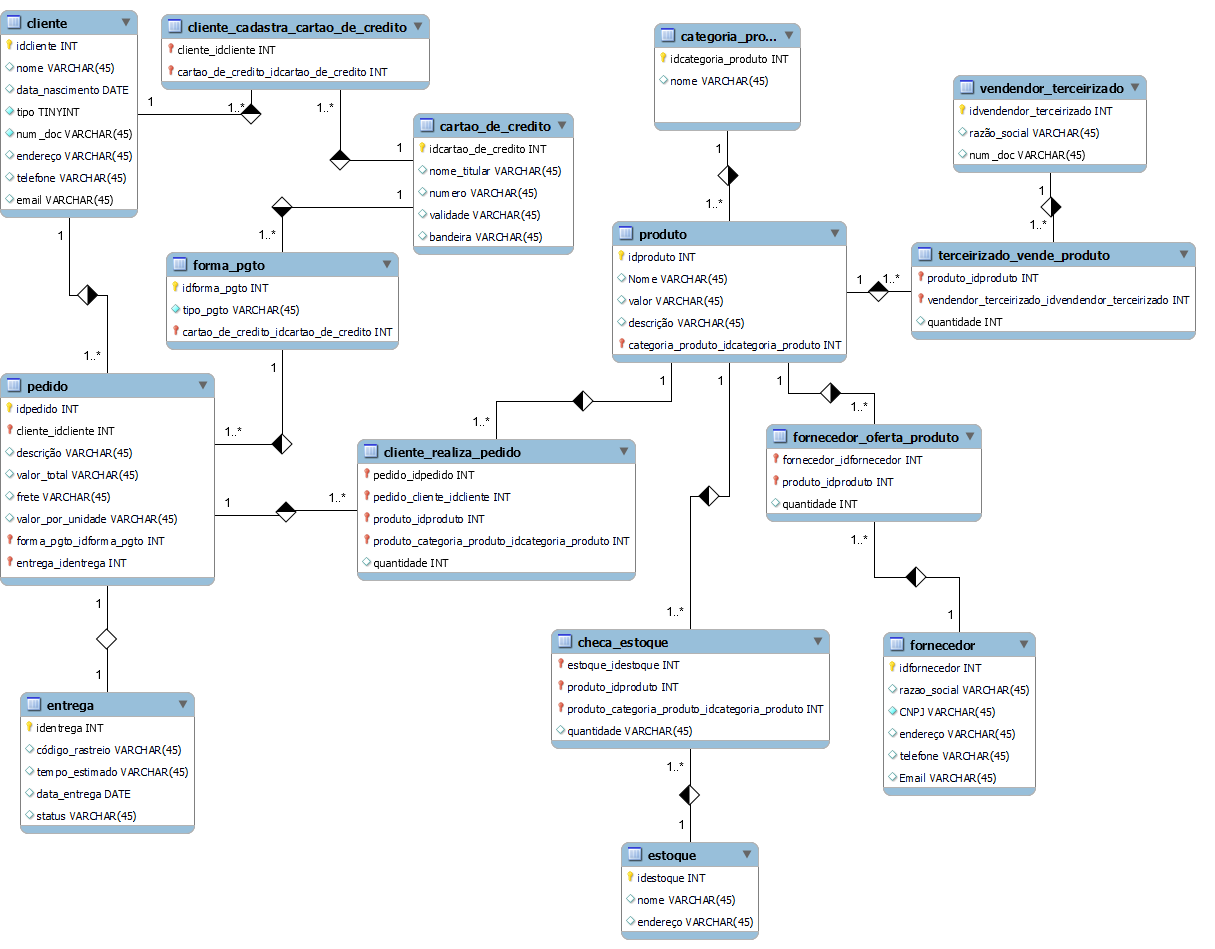 cliente
idcliente INT
nome VARCHAR(45)
data_nascimento DATE
tipo TINYINT
num_doc VARCHAR(45)
endereço VARCHAR(45)
telefone VARCHAR(45)
email VARCHAR(45)
cliente_cadastra_cartao_de_credito
cliente_idcliente INT
cartao_de_credito_idcartao_de_credito INT
1
1..*
1..*
1
cartao_de_credito
idcartao_de_credito INT
nome_titular VARCHAR(45)
numero VARCHAR(45)
validade VARCHAR(45)
bandeira VARCHAR(45)
1
1..*
forma_pgto
idforma_pgto INT
tipo_pgto VARCHAR(45)
cartao_de_credito_idcartao_de_credito INT
1
1..*
1
1..*
pedido
idpedido INT
cliente_idcliente INT
descrição VARCHAR(45)
valor_total VARCHAR(45)
frete VARCHAR(45)
valor_por_unidade VARCHAR(45)
forma_pgto_idforma_pgto INT
entrega_identrega INT
1
1..*
1
1
entrega
identrega INT
código_rastreio VARCHAR(45)
tempo_estimado VARCHAR(45)
data_entrega DATE
status VARCHAR(45)
cliente_realiza_pedido
pedido_idpedido INT
pedido_cliente_idcliente INT
produto_idproduto INT
produto_categoria_produto_idcategoria_produto INT
quantidade INT
categoria_pro...
idcategoria_produto INT
nome VARCHAR(45)
1
1..*
produto
idproduto INT
Nome VARCHAR(45)
valor VARCHAR(45)
descrição VARCHAR(45)
categoria_produto_idcategoria_produto INT
1
1..*
1
1..*
1
1..*
1
1..*
vendendor_terceirizado
idvendendor_terceirizado INT
razão_social VARCHAR(45)
num_doc VARCHAR(45)
1
1..*
terceirizado_vende_produto
produto_idproduto INT
vendendor_terceirizado_idvendendor_terceirizado INT
quantidade INT
fornecedor_oferta_produto
fornecedor_idfornecedor INT
produto_idproduto INT
quantidade INT
1..*
1
fornecedor
idfornecedor INT
razao_social VARCHAR(45)
CNPJ VARCHAR(45)
endereço VARCHAR(45)
telefone VARCHAR(45)
Email VARCHAR(45)
checa_estoque
estoque_idestoque INT
produto_idproduto INT
produto_categoria_produto_idcategoria_produto INT
quantidade VARCHAR(45)
1..*
1
estoque
idestoque INT
nome VARCHAR(45)
endereço VARCHAR(45)